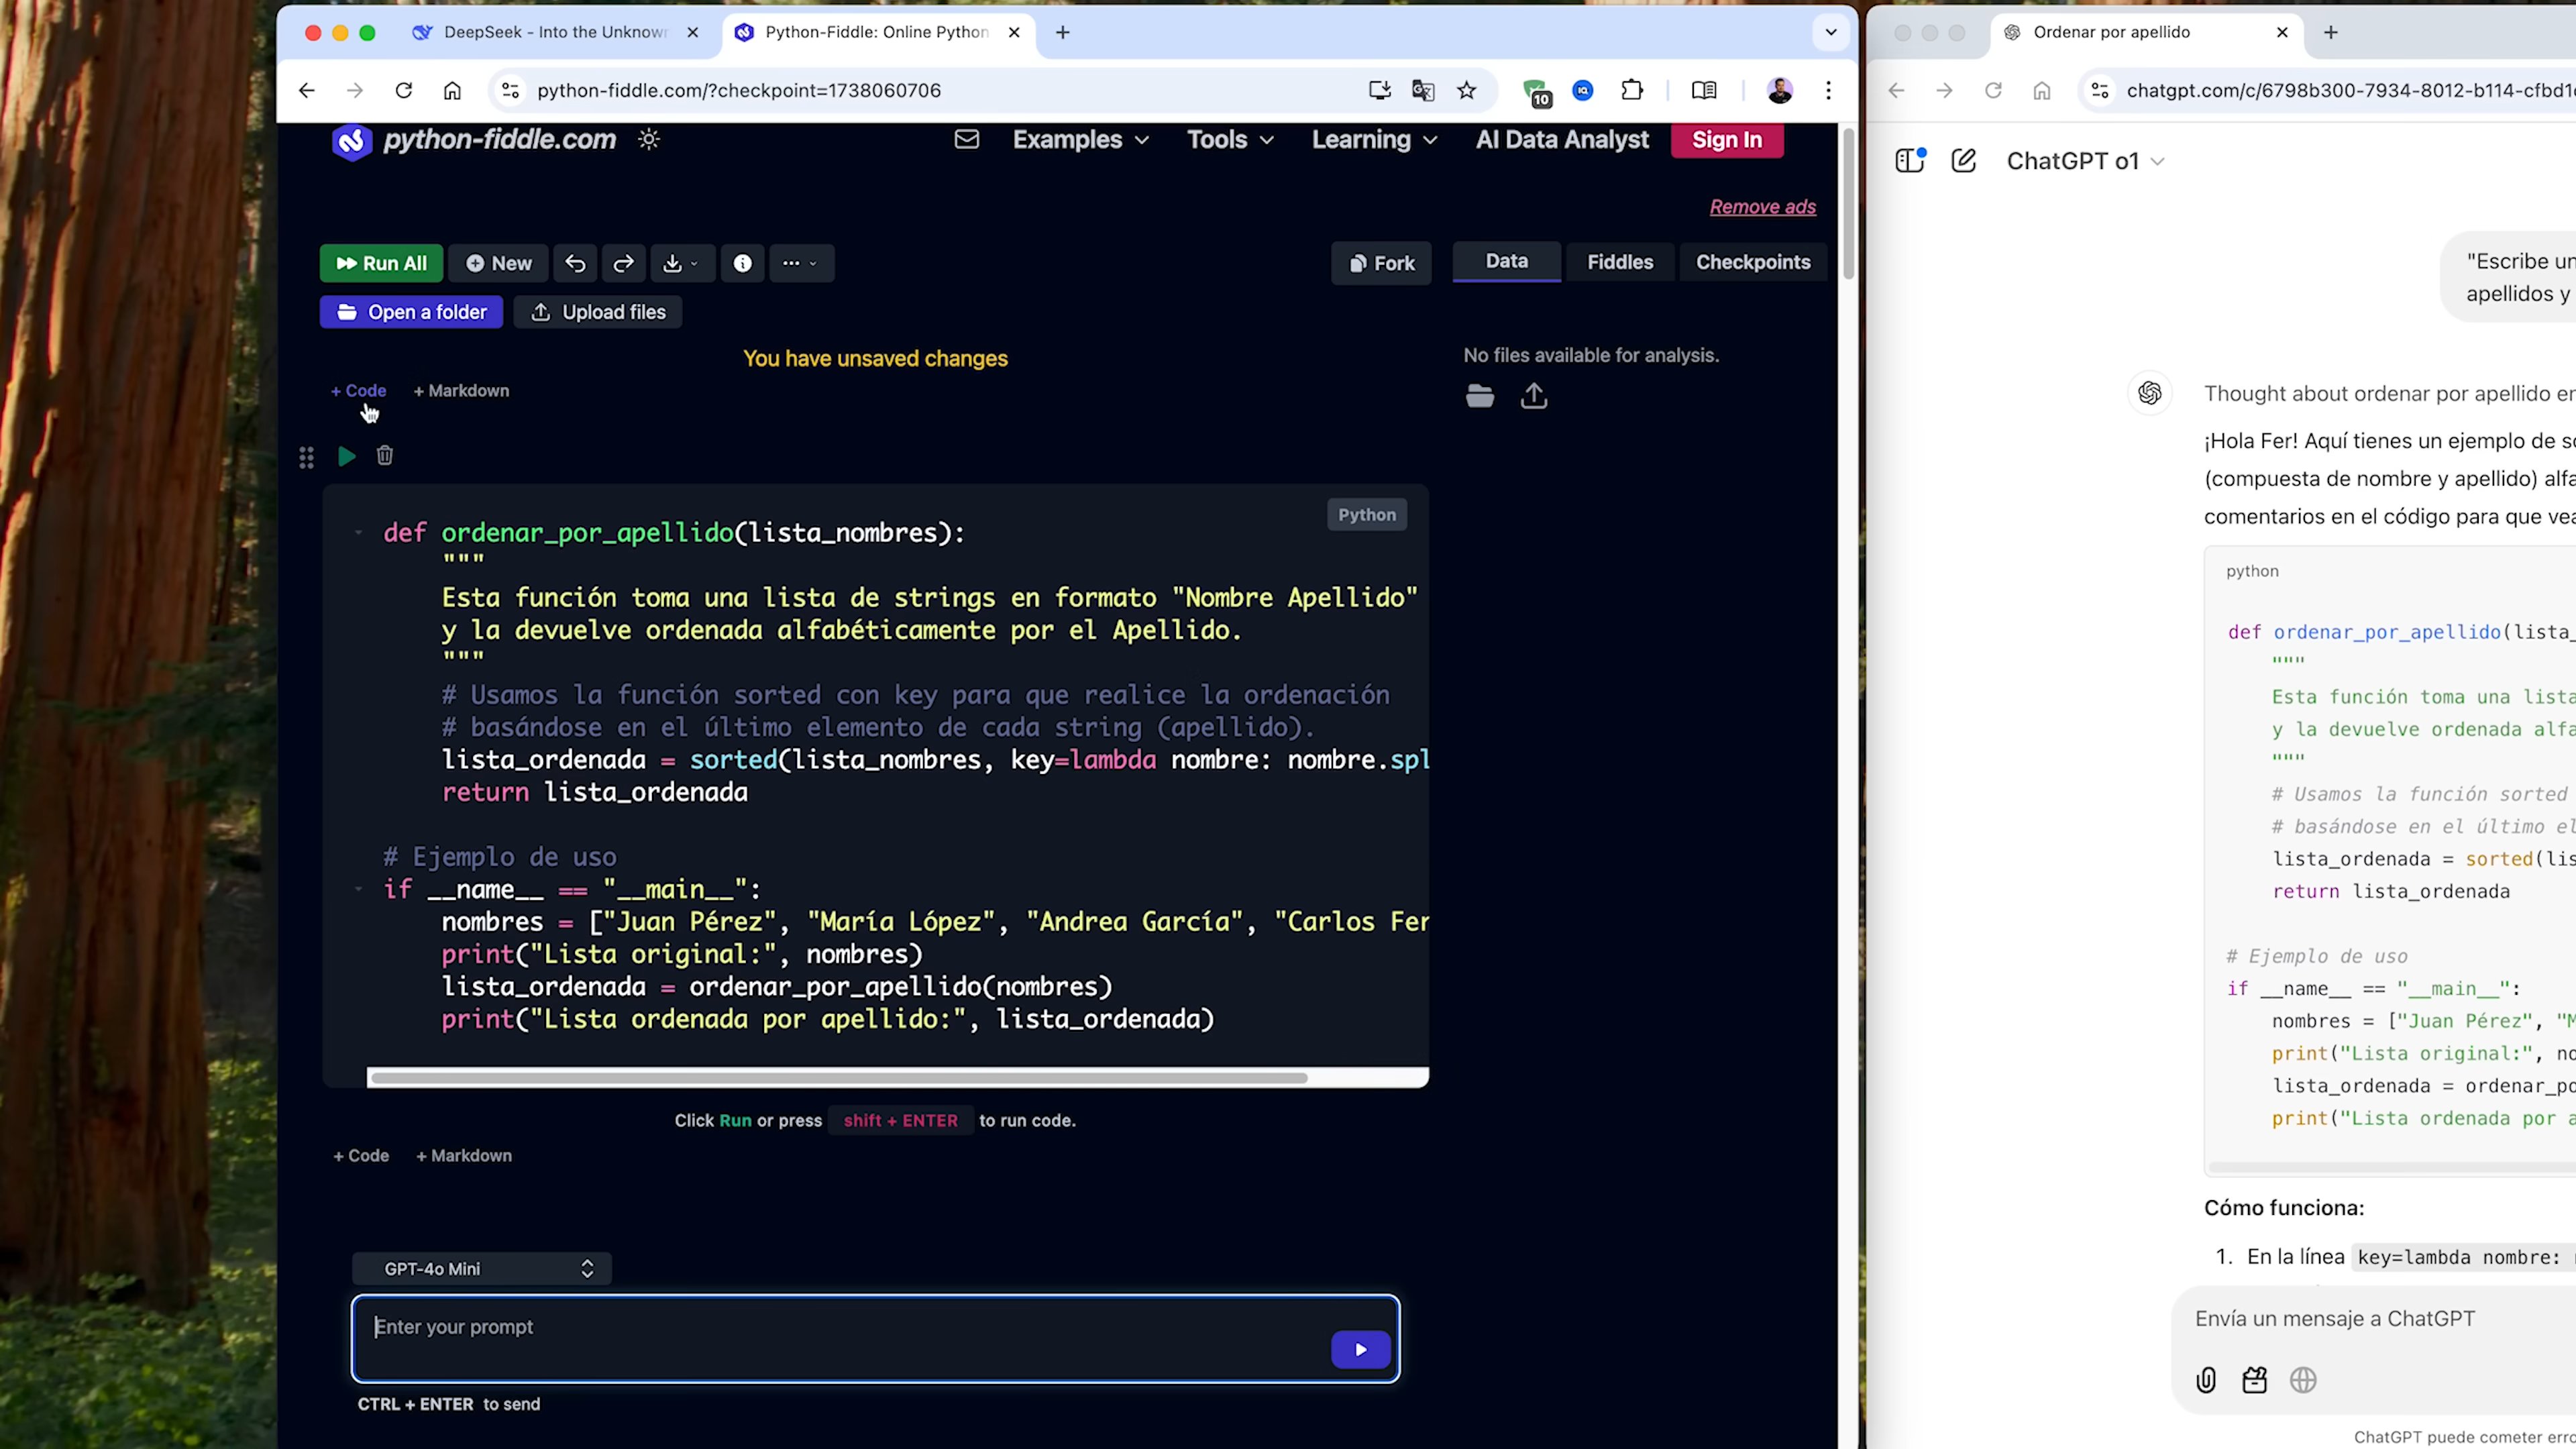 DeepSeek - Into the Unknow
Python-Fiddle: Online Python
python-fiddle.com/?checkpoint=1738060706
10
python-fiddle.com
Examples
Tools
Learning
AI Data Analyst
Sign In
Remove ads
Run All
New
Fork
Data
Fiddles
Checkpoints
Open a folder
Upload files
You have unsaved changes
No files available for analysis.
+ Code
+ Markdown
Python
def ordenar_por_apellido(lista_nombres):
"""
Esta función toma una lista de strings en formato "Nombre Apellido"
y la devuelve ordenada alfabéticamente por el Apellido.
"""
# Usamos la función sorted con key para que realice la ordenación
# basándose en el último elemento de cada string (apellido).
lista_ordenada = sorted(lista_nombres, key=lambda nombre: nombre.spl
return lista_ordenada
# Ejemplo de uso
if __name__ == "__main__":
nombres = ["Juan Pérez", "María López", "Andrea García", "Carlos Fer
print("Lista original:", nombres)
lista_ordenada = ordenar_por_apellido(nombres)
print("Lista ordenada por apellido:", lista_ordenada)
Click Run or press shift + ENTER to run code.
+ Code
+ Markdown
GPT-4o Mini
Enter your prompt
CTRL + ENTER to send
Ordenar por apellido
chatgpt.com/c/6798b300-7934-8012-b114-cfbd1
ChatGPT o1
"Escribe un
apellidos y
Thought about ordenar por apellido en
¡Hola Fer! Aquí tienes un ejemplo de s
(compuesta de nombre y apellido) alfa
comentarios en el código para que vea
python
def ordenar_por_apellido(lista_
"""
Esta función toma una lista
y la devuelve ordenada alfa
"""
# Usamos la función sorted
# basándose en el último el
lista_ordenada = sorted(lis
return lista_ordenada
# Ejemplo de uso
if __name__ == "__main__":
nombres = ["Juan Pérez", "M
print("Lista original:", no
lista_ordenada = ordenar_po
print("Lista ordenada por a
Cómo funciona:
1. En la línea key=lambda nombre:
Envía un mensaje a ChatGPT
ChatGPT puede cometer erro